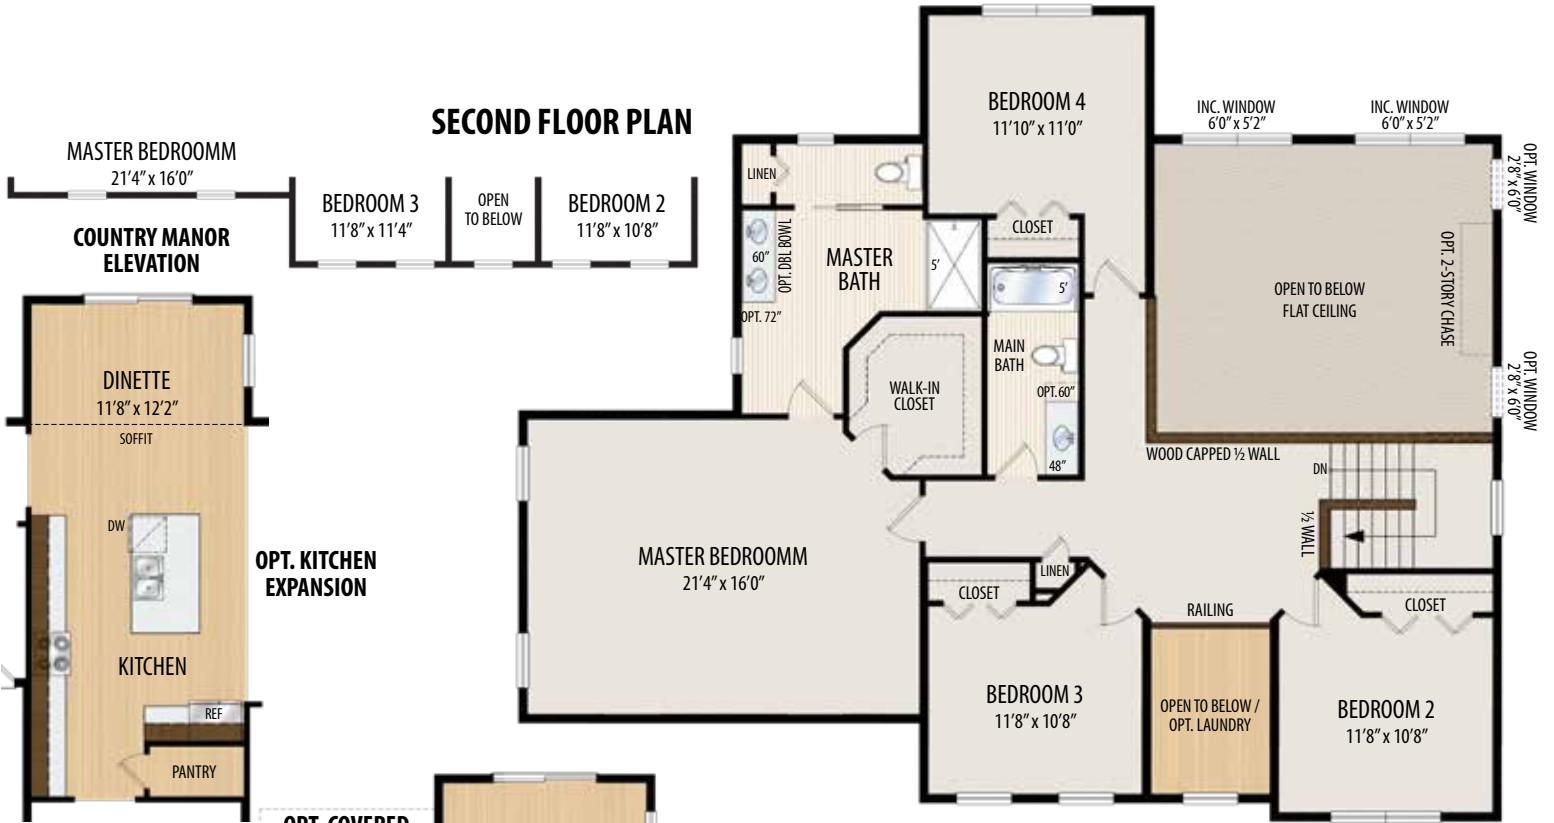 SECOND FLOOR PLAN
MASTER BEDROOMM
21'4" x 16'0"
BEDROOM 3
11'8" x 11'4"
OPEN
TO BELOW
BEDROOM 2
11'8" x 10'8"
COUNTRY MANOR
ELEVATION
DINETTE
11'8" x 12'2"
SOFFIT
DW
KITCHEN
REF
PANTRY
OPT. KITCHEN
EXPANSION
OPT. COVERED
BEDROOM 4
11'10" x 11'0"
CLOSET
INC. WINDOW
6'0" x 5'2"
INC. WINDOW
6'0" x 5'2"
OPT. WINDOW
2'8" x 6'0"
OPT. 2-STORY CHASE
OPEN TO BELOW
FLAT CEILING
OPT. WINDOW
2'8" x 6'0"
LINEN
60"
OPT. DBL BOWL
OPT. 72"
MASTER
BATH
5'
5'
MAIN
BATH
OPT. 60"
48"
WALK-IN
CLOSET
WOOD CAPPED ½ WALL
DN
½ WALL
MASTER BEDROOMM
21'4" x 16'0"
CLOSET
LINEN
BEDROOM 3
11'8" x 10'8"
RAILING
OPEN TO BELOW /
OPT. LAUNDRY
CLOSET
BEDROOM 2
11'8" x 10'8"